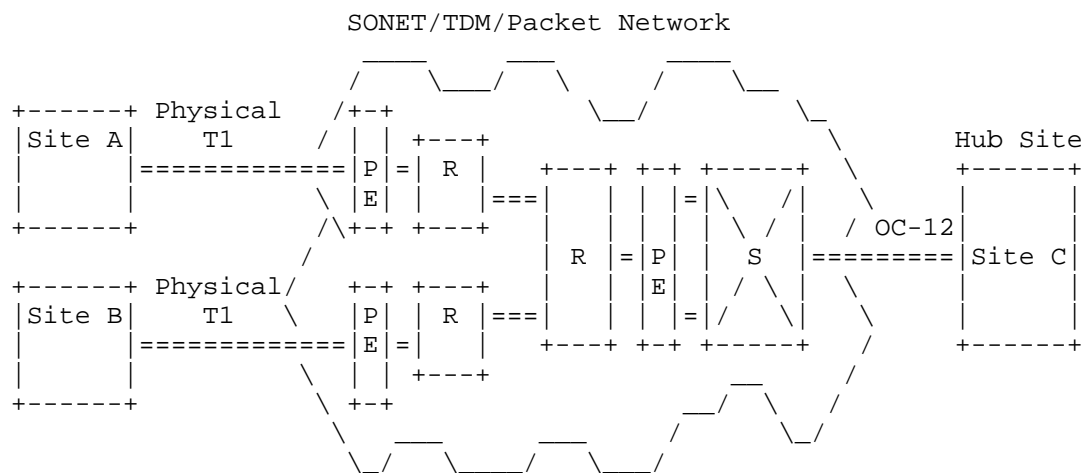 SONET/TDM/Packet Network
Physical
Site A T1 Hub Site
P R
E
OC-12
R P S Site C
Physical E
Site B T1 P R
E